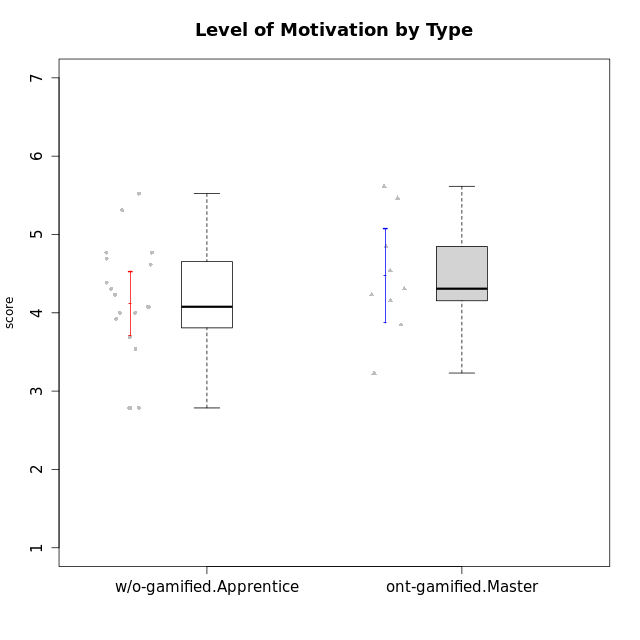 Level of Motivation by Type
7
6
5
4
3
2
1
score
w/o-gamified.Apprentice
ont-gamified.Master